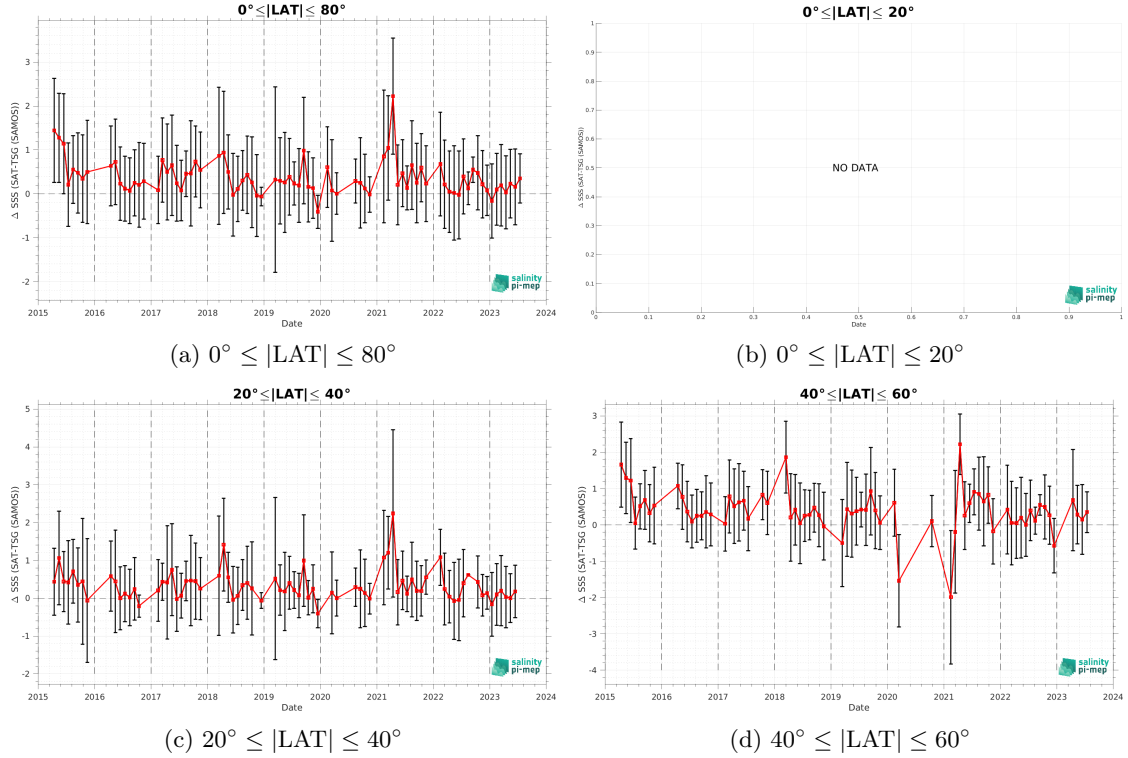 0°≤|LAT|≤ 80°
Δ SSS (SAT-TSG (SAMOS))
3
2
1
0
-1
-2
2015 2016 2017 2018 2019 2020 2021 2022 2023 2024
Date
salinity
pi-mep
(a) 0° ≤ |LAT| ≤ 80°
0°≤|LAT|≤ 20°
Δ SSS (SAT-TSG (SAMOS))
1
0.9
0.8
0.7
0.6
0.5
0.4
0.3
0.2
0.1
0
NO DATA
0 0.1 0.2 0.3 0.4 0.5 0.6 0.7 0.8 0.9 1
Date
salinity
pi-mep
(b) 0° ≤ |LAT| ≤ 20°
20°≤|LAT|≤ 40°
Δ SSS (SAT-TSG (SAMOS))
5
4
3
2
1
0
-1
-2
2015 2016 2017 2018 2019 2020 2021 2022 2023 2024
Date
salinity
pi-mep
(c) 20° ≤ |LAT| ≤ 40°
40°≤|LAT|≤ 60°
Δ SSS (SAT-TSG (SAMOS))
3
2
1
0
-1
-2
-3
-4
2015 2016 2017 2018 2019 2020 2021 2022 2023 2024
Date
salinity
pi-mep
(d) 40° ≤ |LAT| ≤ 60°